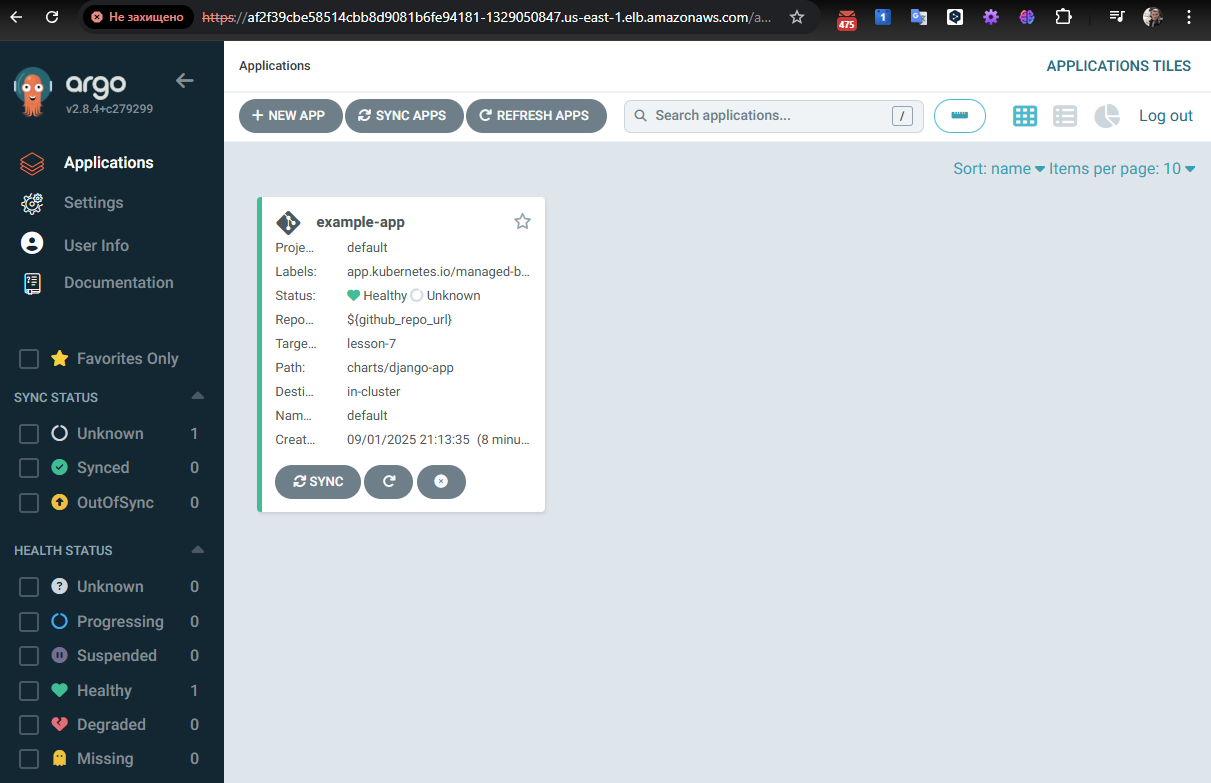 Не захищено https://af2f39cbe58514cbb8d9081b6fe94181-1329050847.us-east-1.elb.amazonaws.com/a...
475
1
argo
v2.8.4+c279299
Applications
Settings
User Info
Documentation
Favorites Only
SYNC STATUS
Unknown 1
Synced 0
OutOfSync 0
HEALTH STATUS
Unknown 0
Progressing 0
Suspended 0
Healthy 1
Degraded 0
Missing 0
Applications
APPLICATIONS TILES
+ NEW APP
SYNC APPS
REFRESH APPS
Search applications...
/
Log out
Sort: name Items per page: 10
example-app
Proje... default
Labels: app.kubernetes.io/managed-b...
Status: Healthy Unknown
Repo... ${github_repo_url}
Targe... lesson-7
Path: charts/django-app
Desti... in-cluster
Nam... default
Creat... 09/01/2025 21:13:35 (8 minu...
SYNC